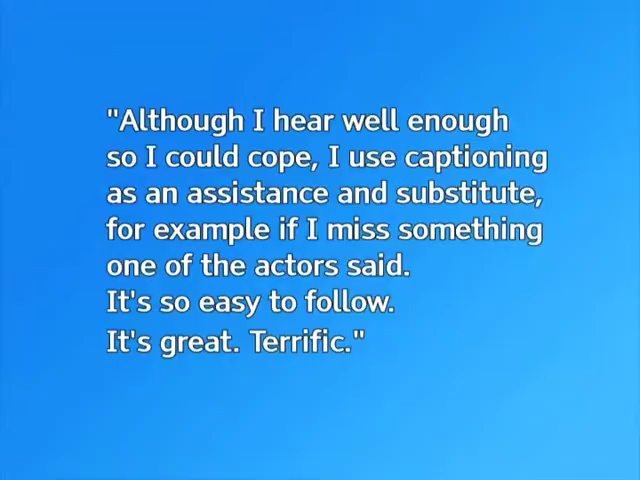 "Although I hear well enough
so I could cope, I use captioning
as an assistance and substitute,
for example if I miss something
one of the actors said.
It's so easy to follow.
It's great. Terrific."